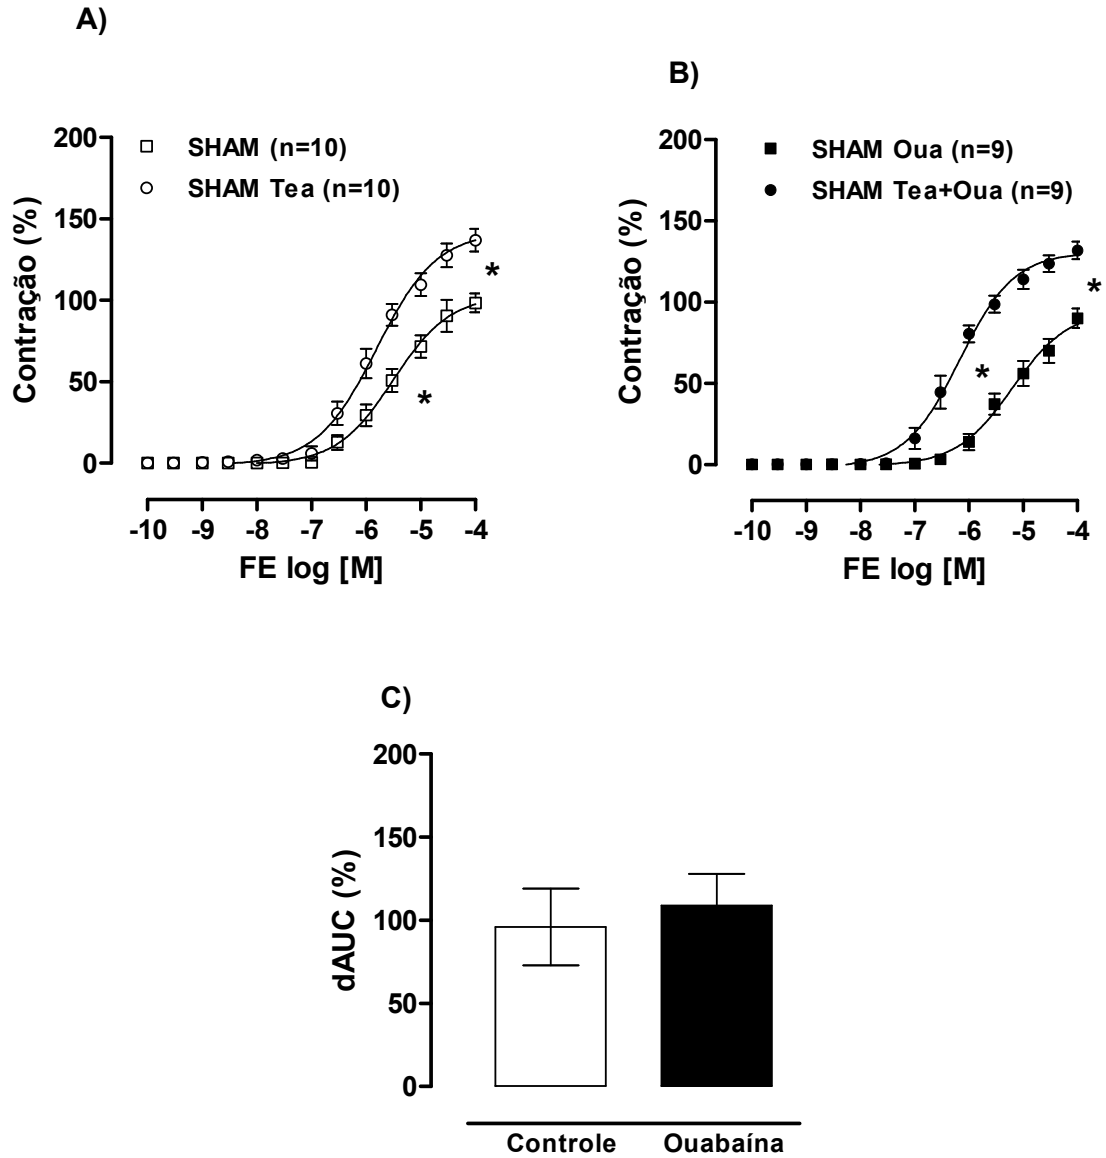 A)
200
150
100
50
0
Contração (%)
SHAM (n=10)
SHAM Tea (n=10)
*
*
-10 -9 -8 -7 -6 -5 -4
FE log [M]
B)
200
150
100
50
0
Contração (%)
SHAM Oua (n=9)
SHAM Tea+Oua (n=9)
*
*
-10 -9 -8 -7 -6 -5 -4
FE log [M]
C)
200
150
100
50
0
dAUC (%)
Controle Ouabaína